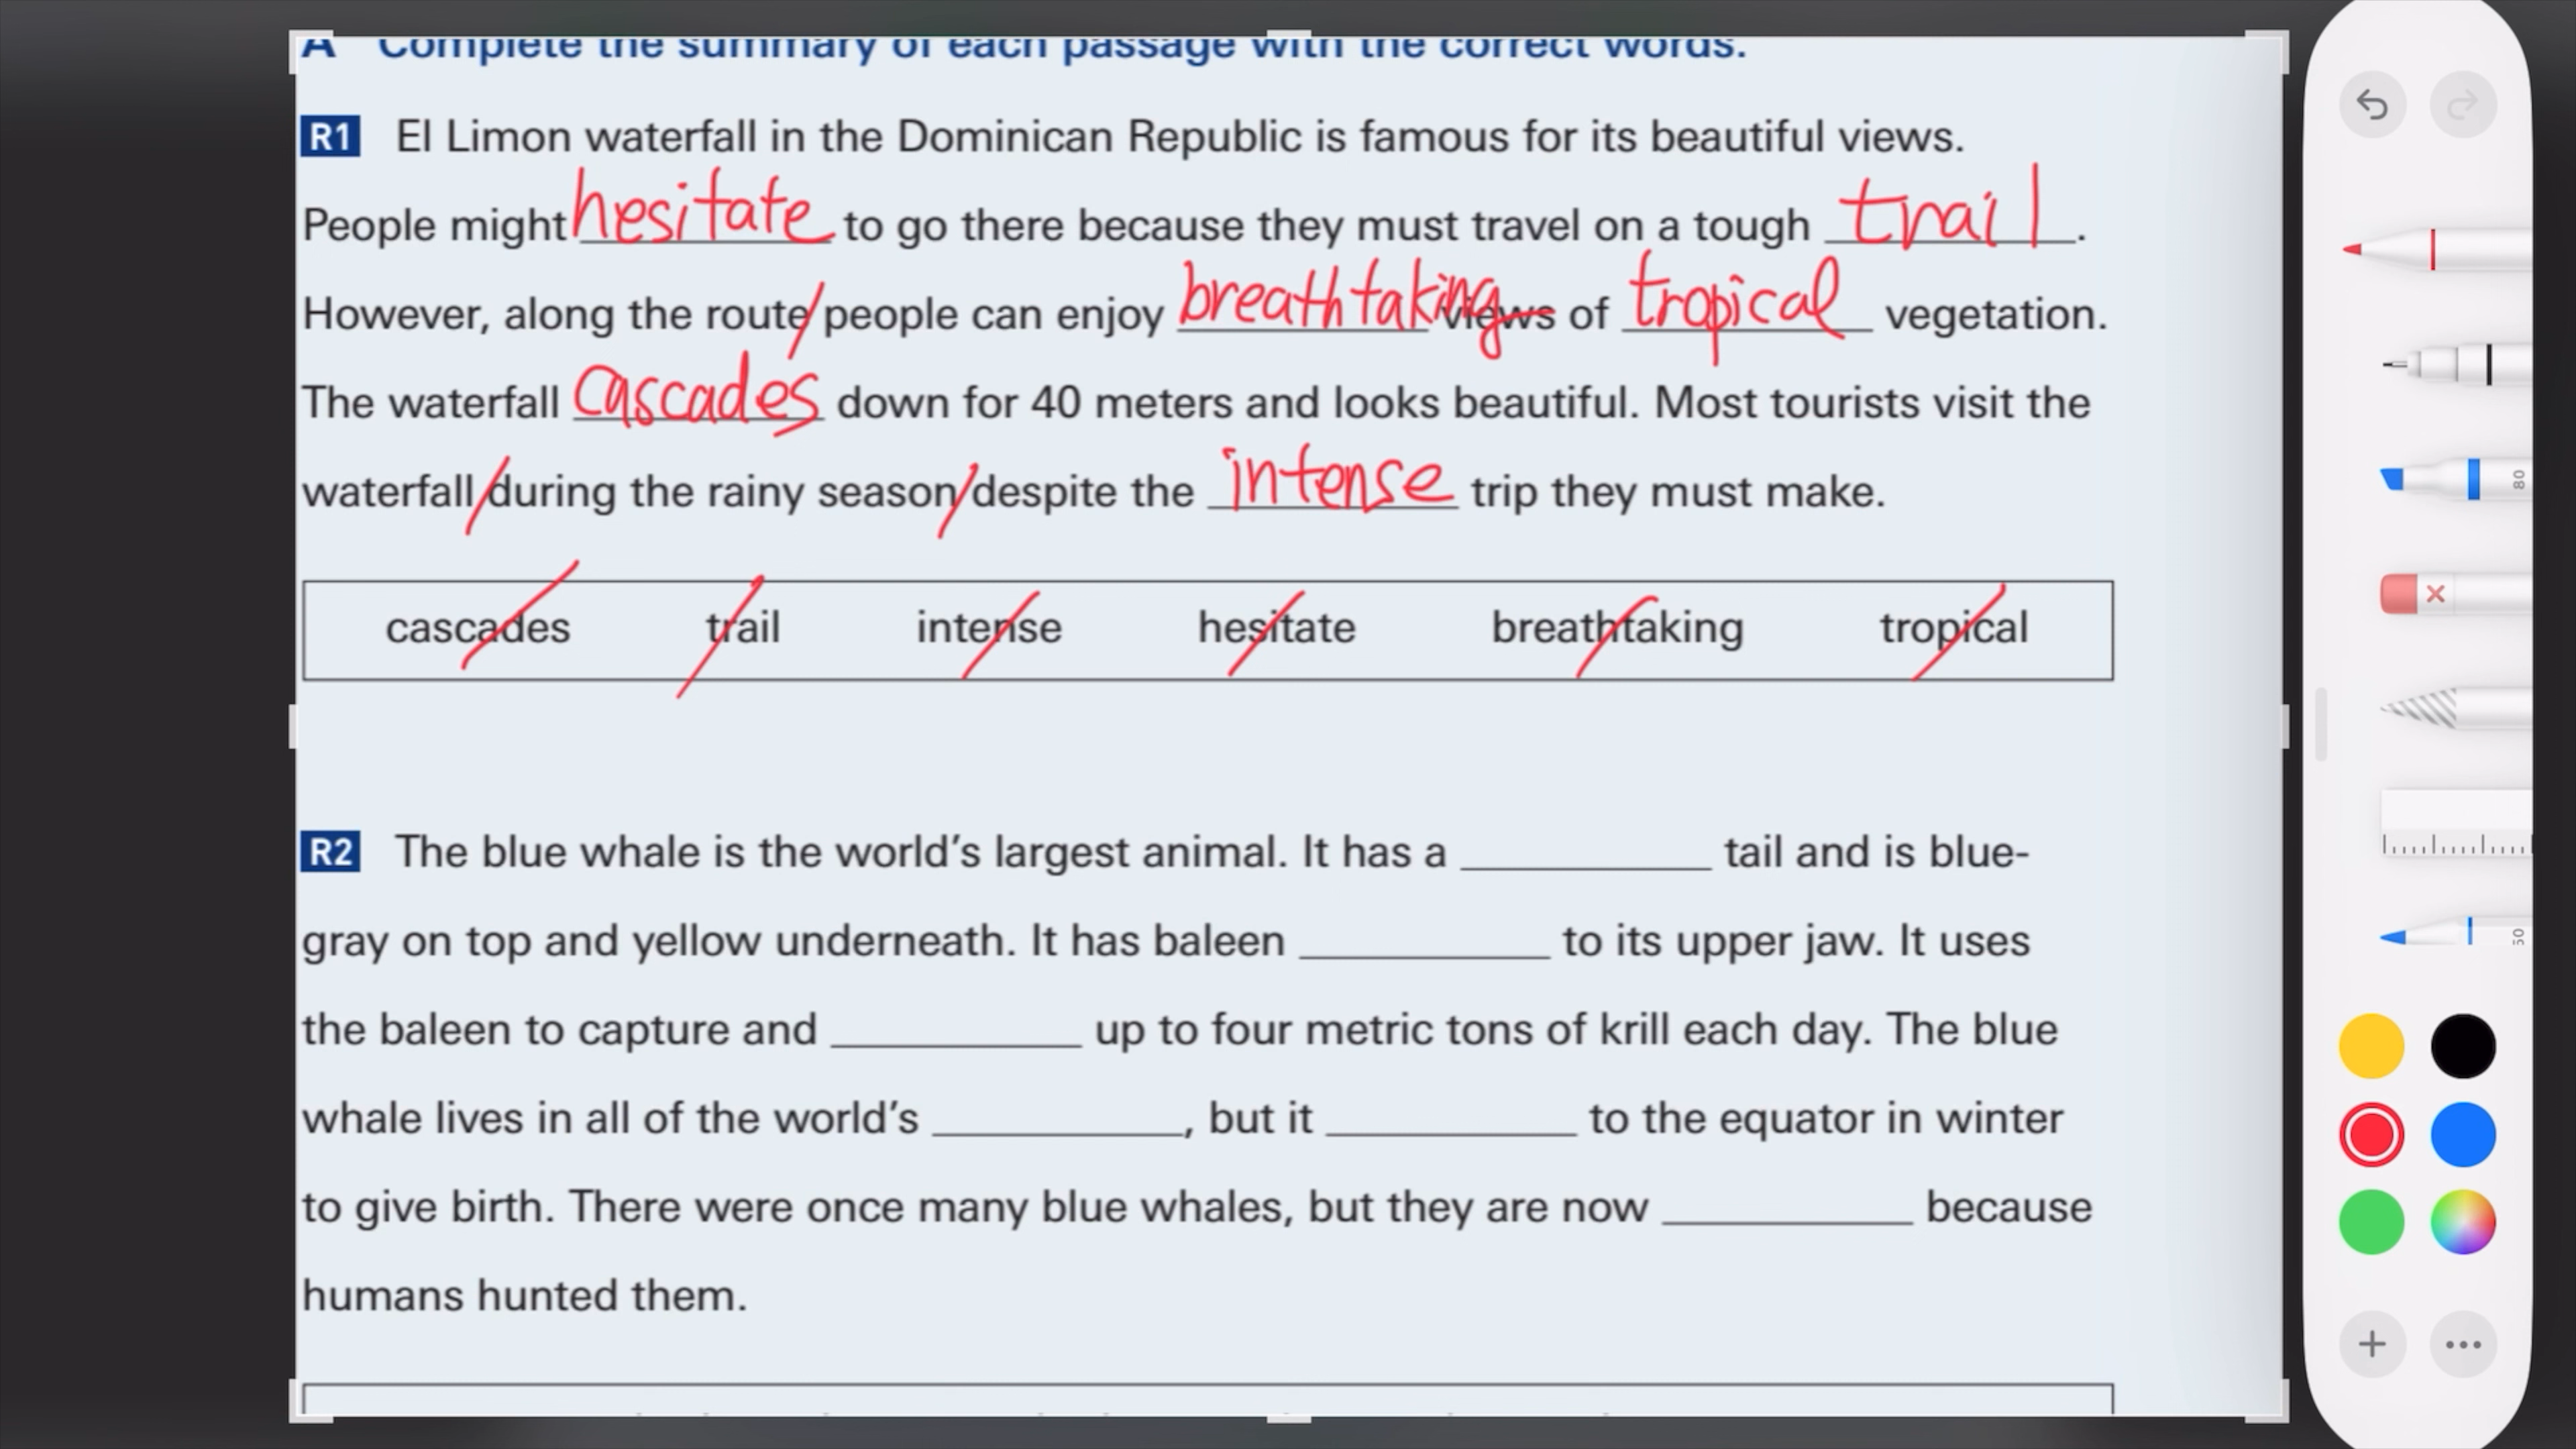 A Complete the summary of each passage with the correct words.
R1 El Limon waterfall in the Dominican Republic is famous for its beautiful views.
People might hesitate to go there because they must travel on a tough trail.
However, along the route/people can enjoy breathtaking views of tropical vegetation.
The waterfall cascades down for 40 meters and looks beautiful. Most tourists visit the
waterfall/during the rainy season/despite the intense trip they must make.
cascades trail intense hesitate breathtaking tropical
R2 The blue whale is the world's largest animal. It has a __________ tail and is blue-
gray on top and yellow underneath. It has baleen __________ to its upper jaw. It uses
the baleen to capture and __________ up to four metric tons of krill each day. The blue
whale lives in all of the world's __________, but it __________ to the equator in winter
to give birth. There were once many blue whales, but they are now __________ because
humans hunted them.
80
50